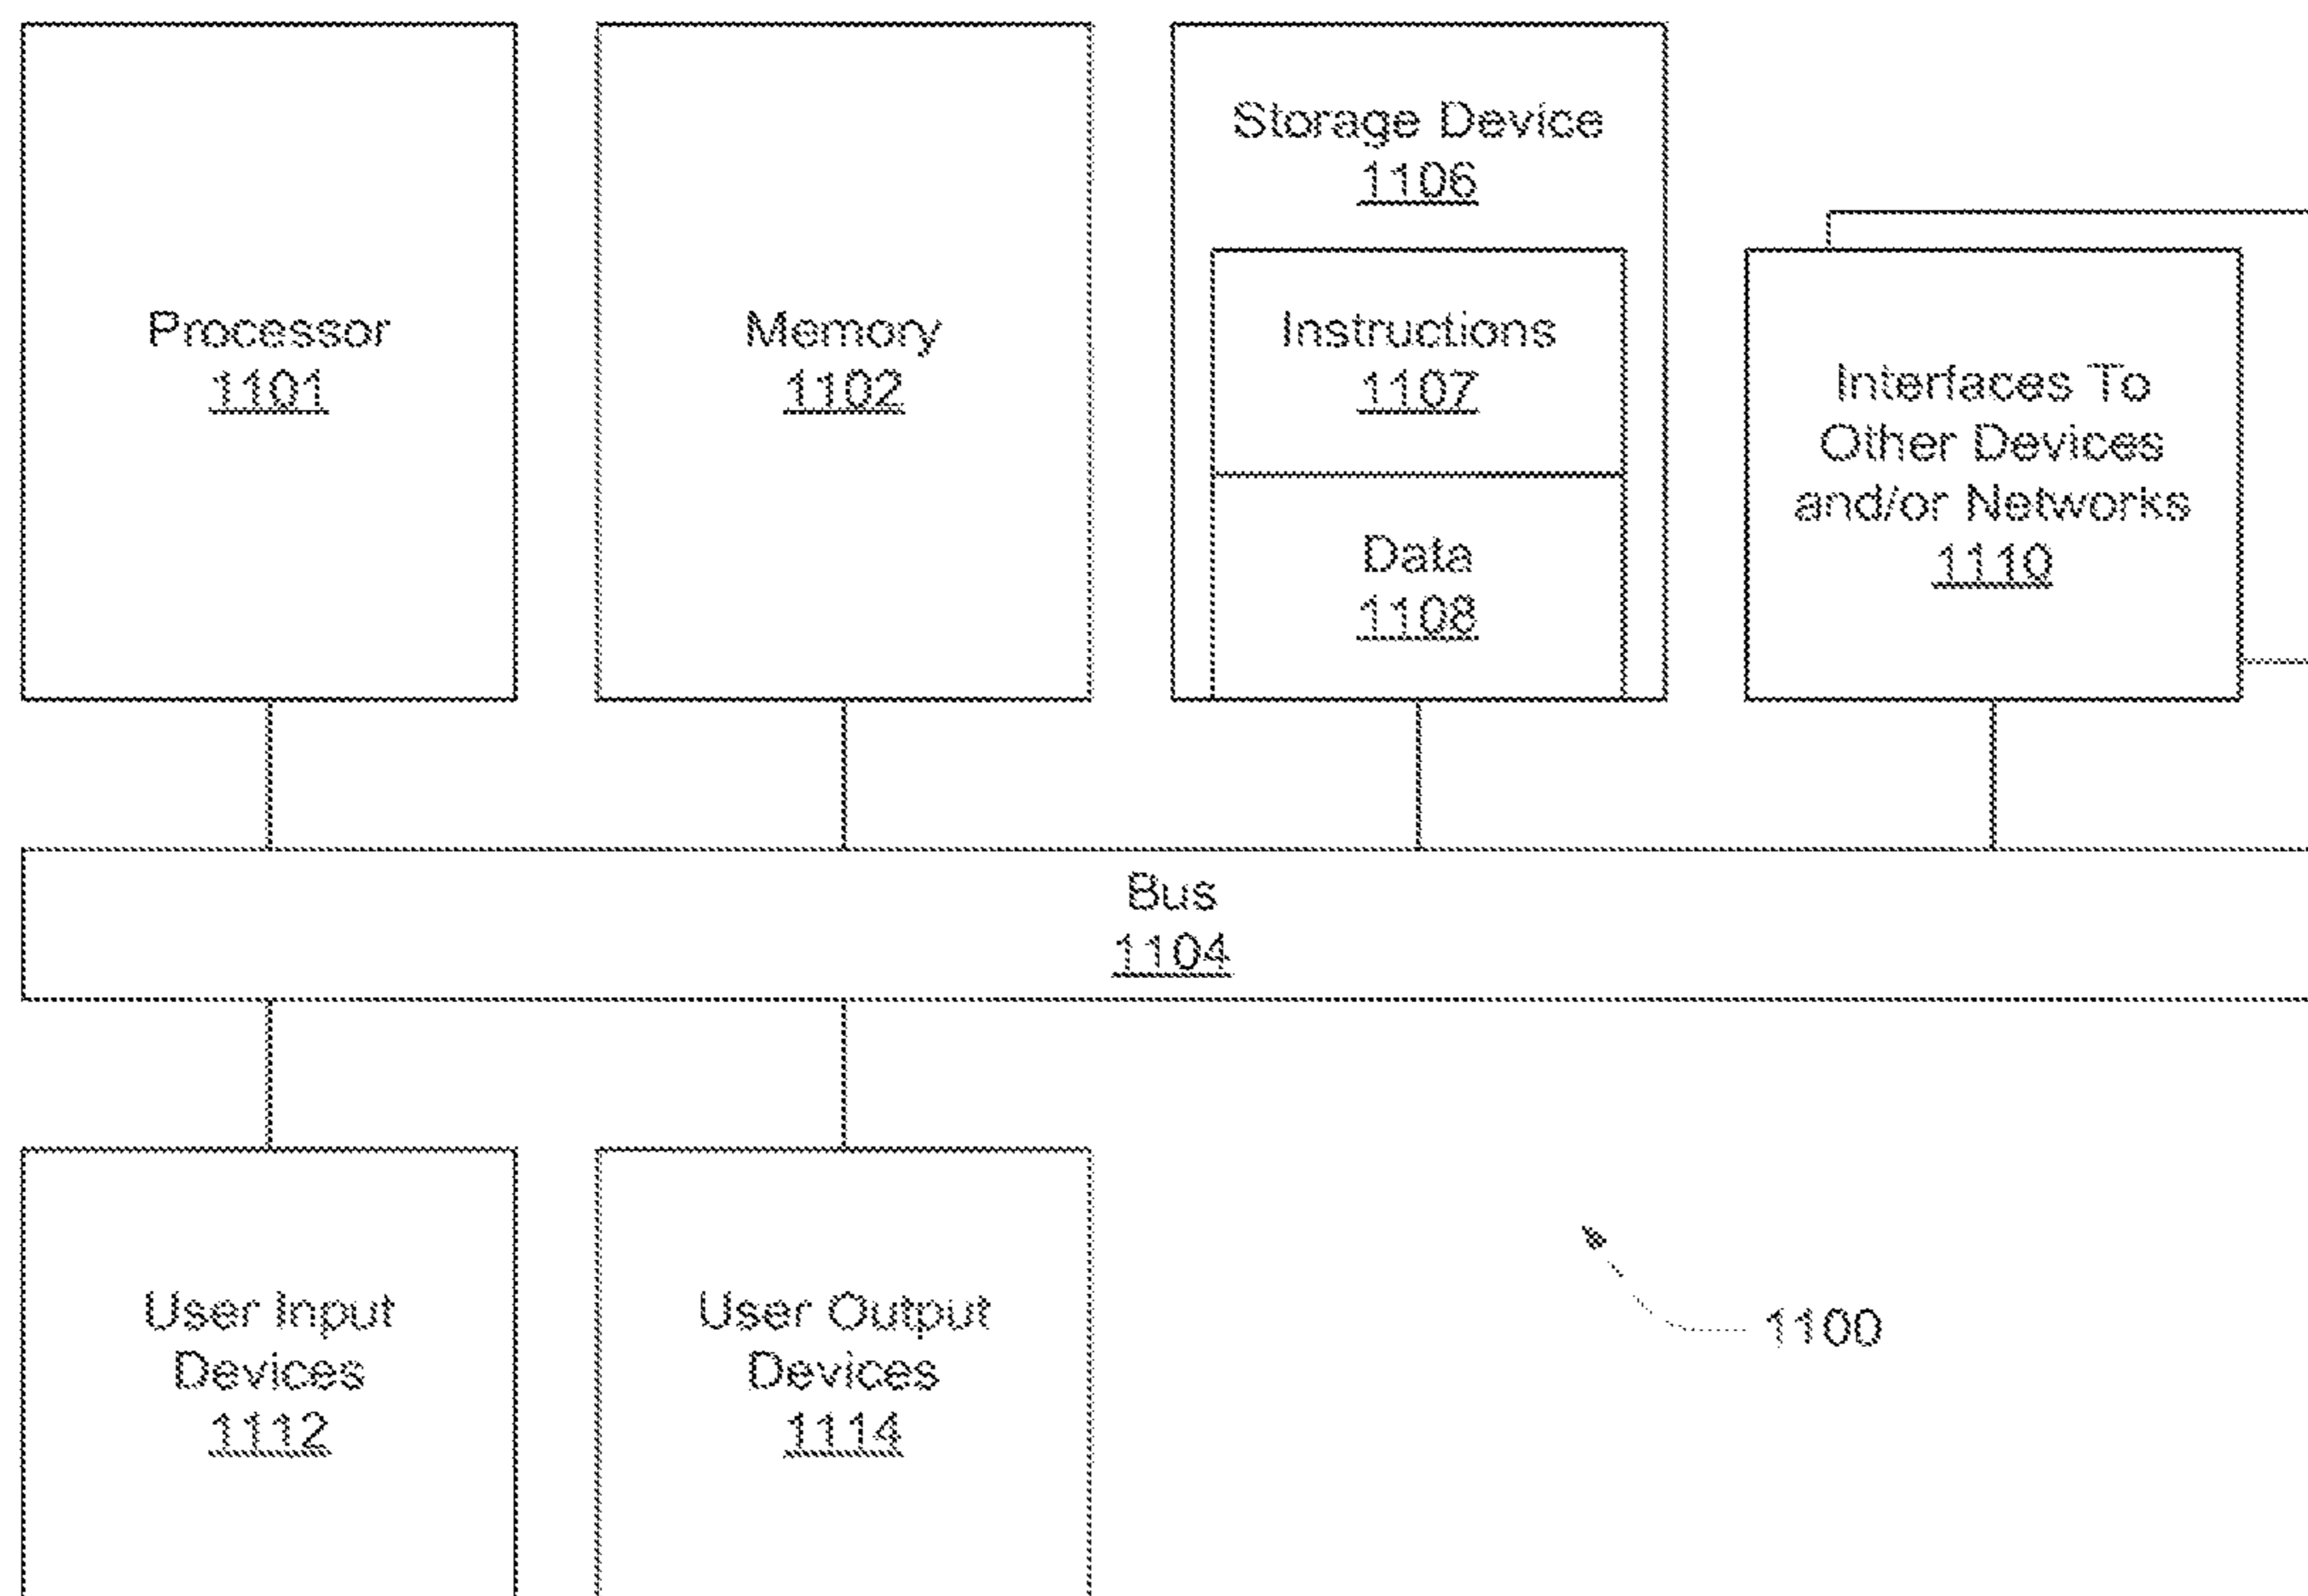 Processor
1101
Memory
1102
Storage Device
1106
Instructions
1107
Data
1108
Interfaces To
Other Devices
and/or Networks
1110
Bus
1104
User Input
Devices
1112
User Output
Devices
1114
1100